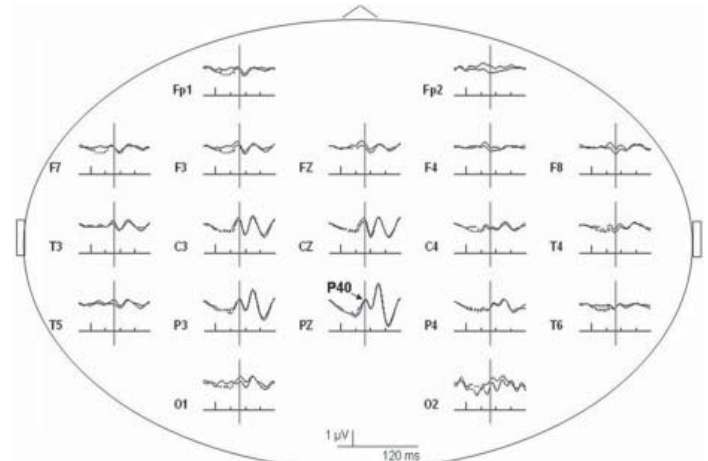 Fp1 Fp2
F7 F3 FZ F4 F8
T3 C3 CZ C4 T4
P40
T5 P3 PZ P4 T6
O1 O2
1 µV
120 ms